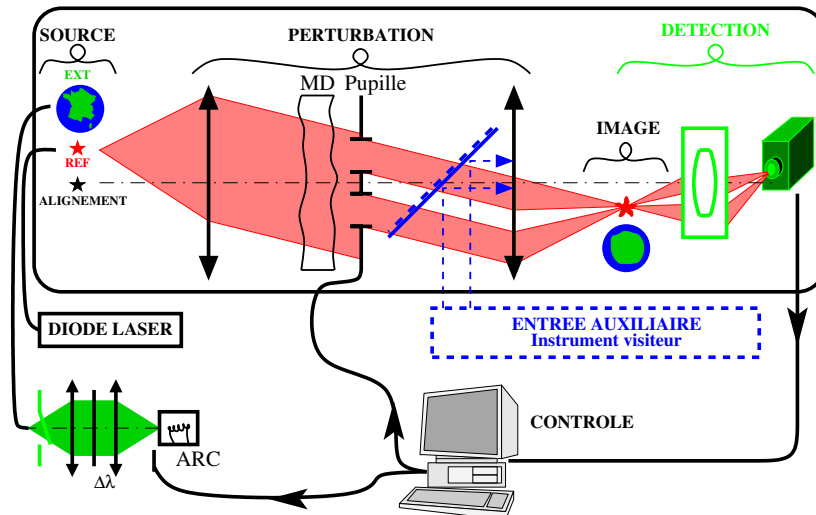 SOURCE
PERTURBATION
DETECTION
EXT
MD Pupille
IMAGE
REF
ALIGNEMENT
DIODE LASER
ENTREE AUXILIAIRE
Instrument visiteur
CONTROLE
ARC
Δλ